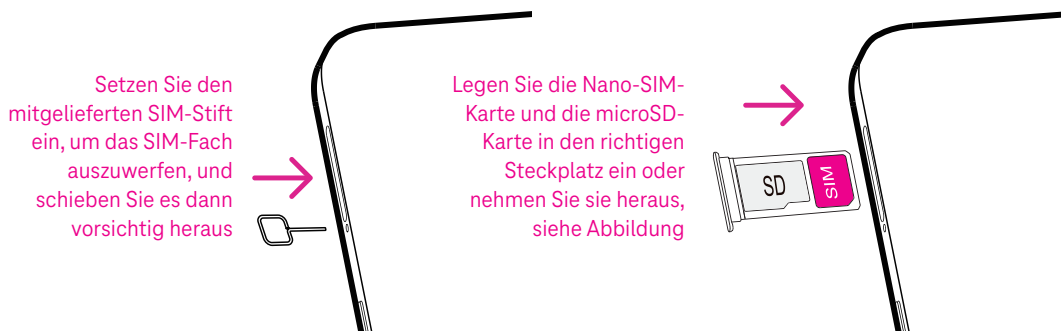 Setzen Sie den
mitgelieferten SIM-Stift
ein, um das SIM-Fach
auszuwerfen, und
schieben Sie es dann
vorsichtig heraus
Legen Sie die Nano-SIM-
Karte und die microSD-
Karte in den richtigen
Steckplatz ein oder
nehmen Sie sie heraus,
siehe Abbildung
SD
SIM